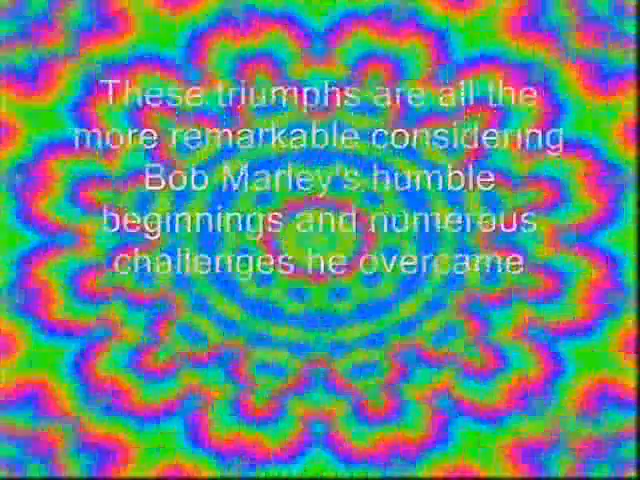 These triumphs are all the
more remarkable considering
Bob Marley's humble
beginnings and numerous
challenges he overcame